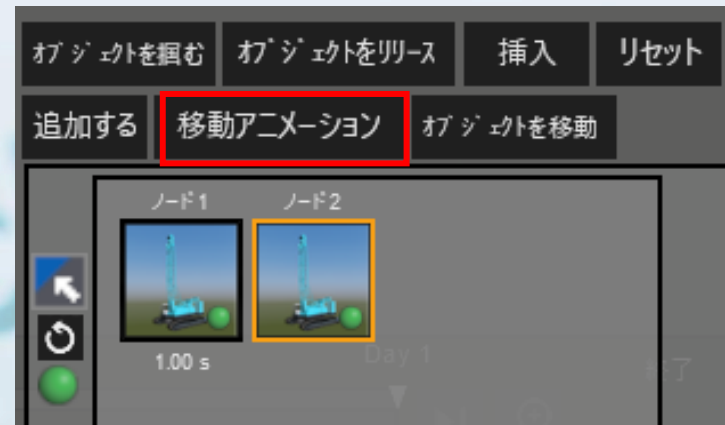 ｵﾌﾞｼﾞｪｸﾄを掴む ｵﾌﾞｼﾞｪｸﾄをﾘﾘｰｽ 挿入 リセット
追加する 移動アニメーション ｵﾌﾞｼﾞｪｸﾄを移動
ﾉｰﾄﾞ1 ﾉｰﾄﾞ2
1.00 s
Day 1
終了